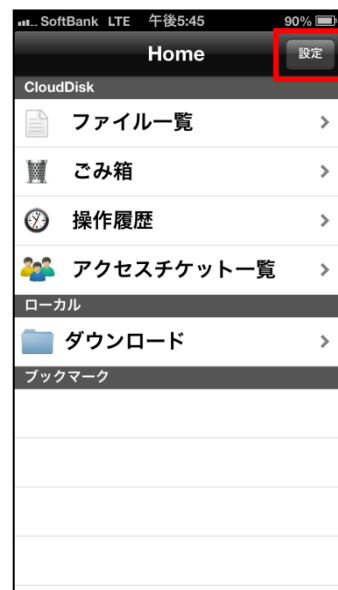 SoftBank LTE 午後5:45 90%
Home 設定
CloudDisk
ファイル一覧
ごみ箱
操作履歴
アクセスチケット一覧
ローカル
ダウンロード
ブックマーク